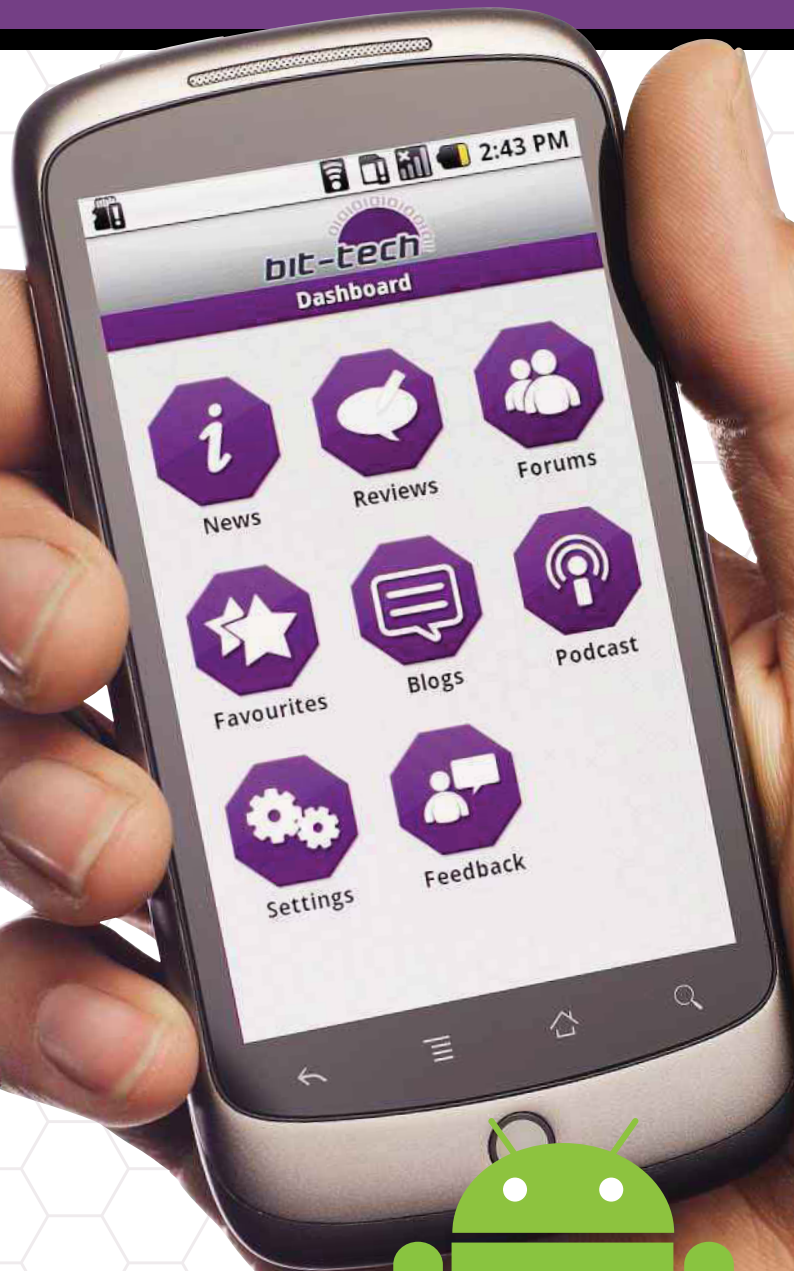 2:43 PM
bit-tech
Dashboard
News
Reviews
Forums
Favourites
Blogs
Podcast
Settings
Feedback